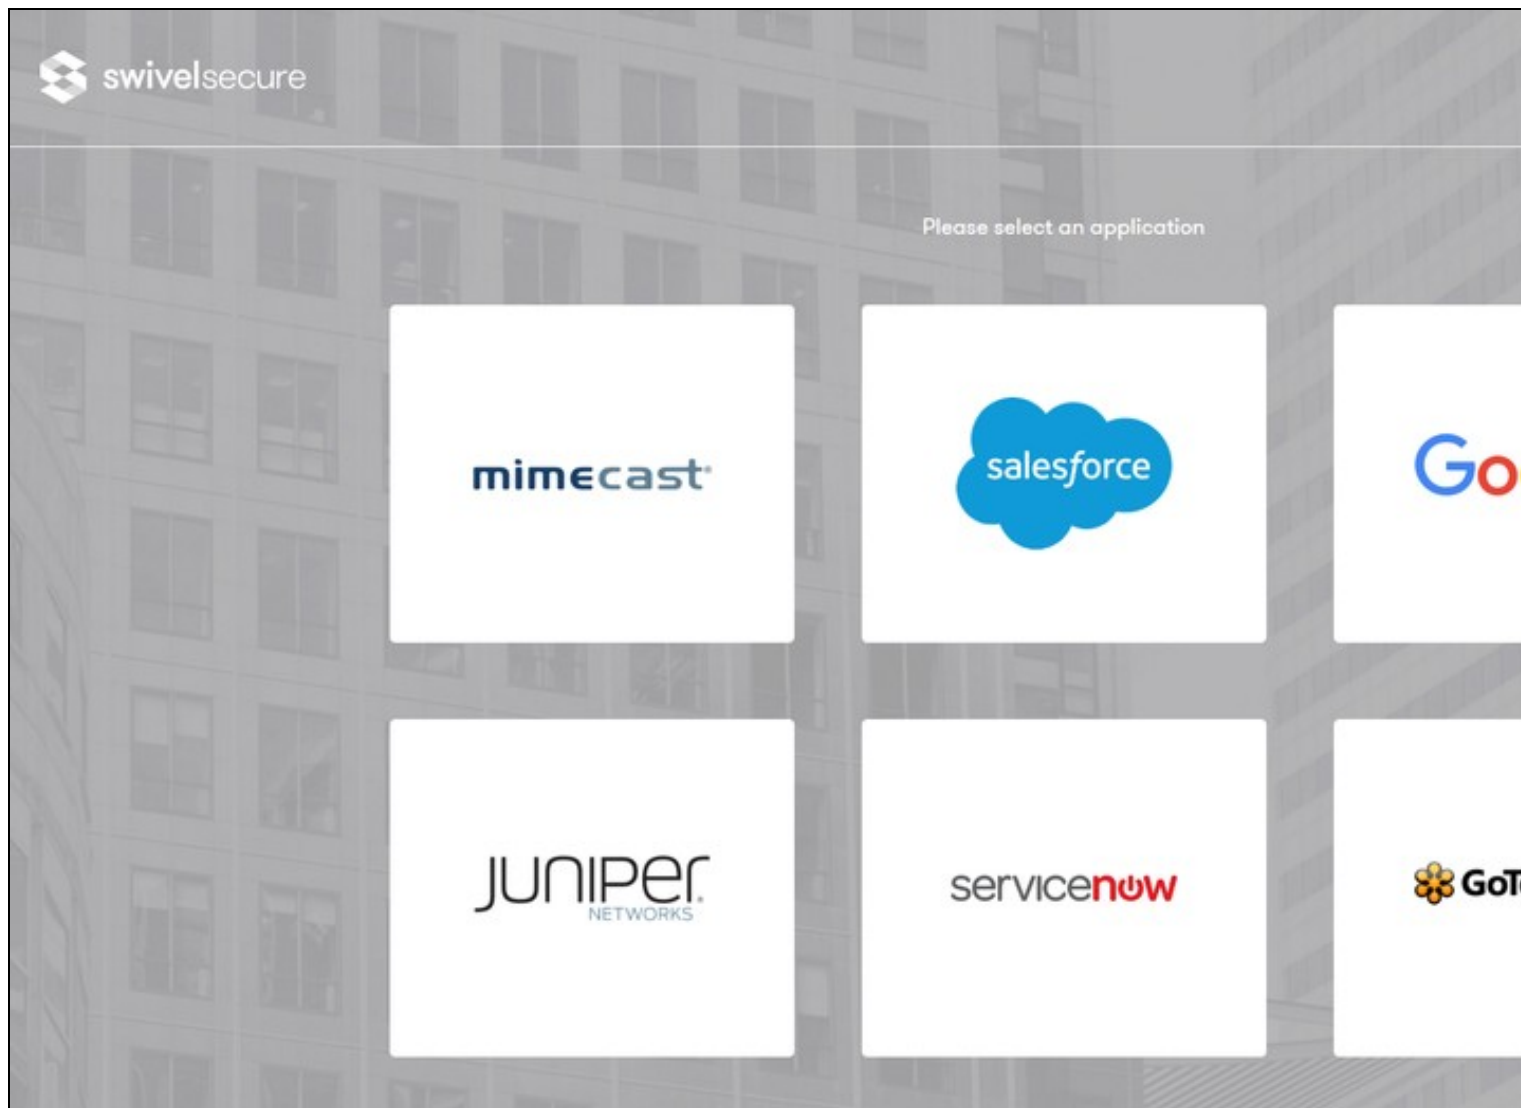 swivelsecure
Please select an application
mimecast®
salesforce
JUNIPer
NETWORKS
servicenow